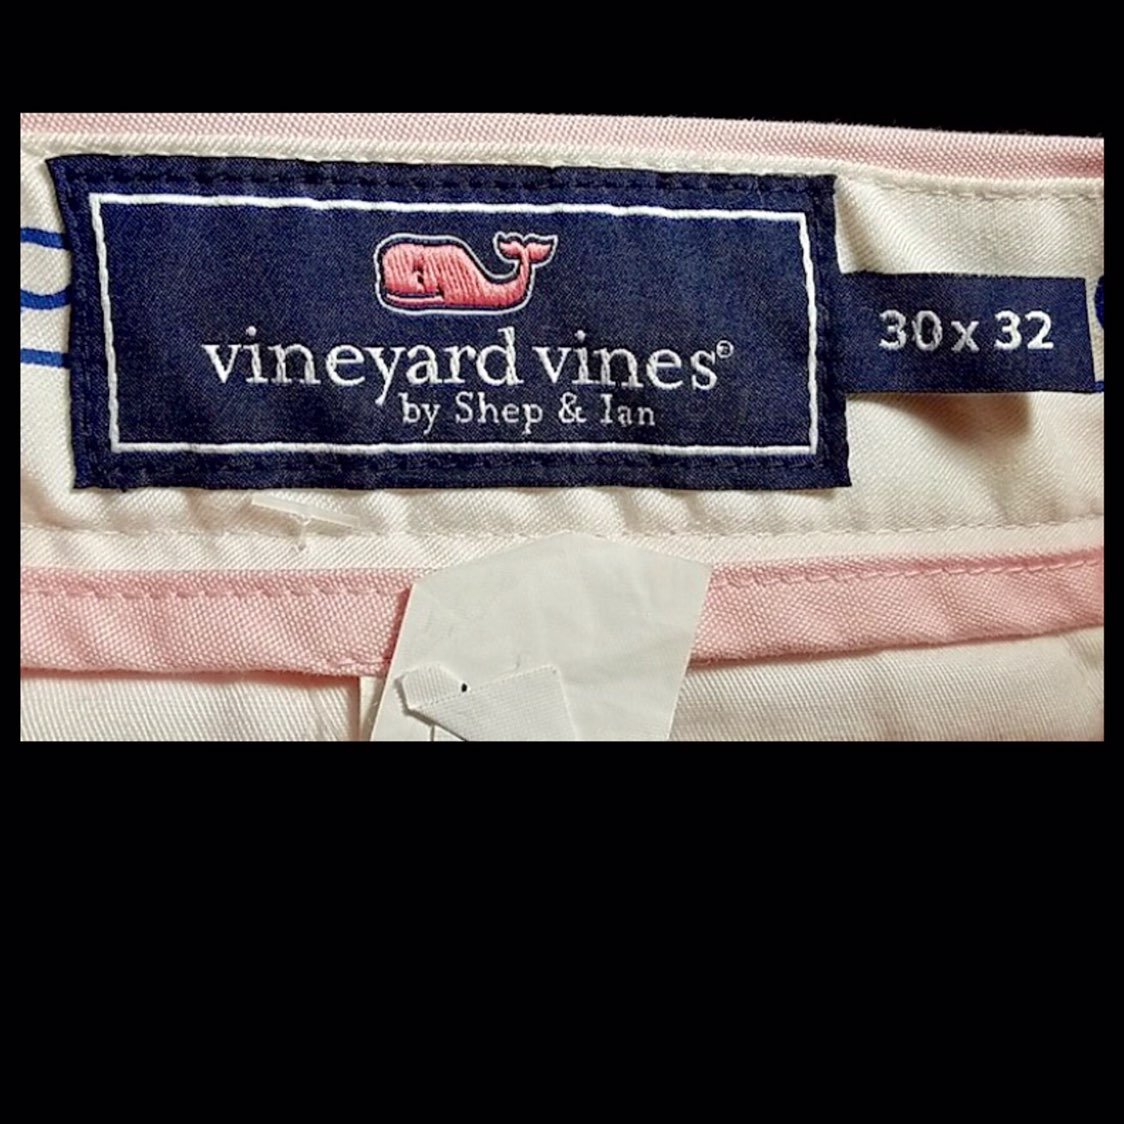 vineyard vines®
by Shep & Ian
30 x 32